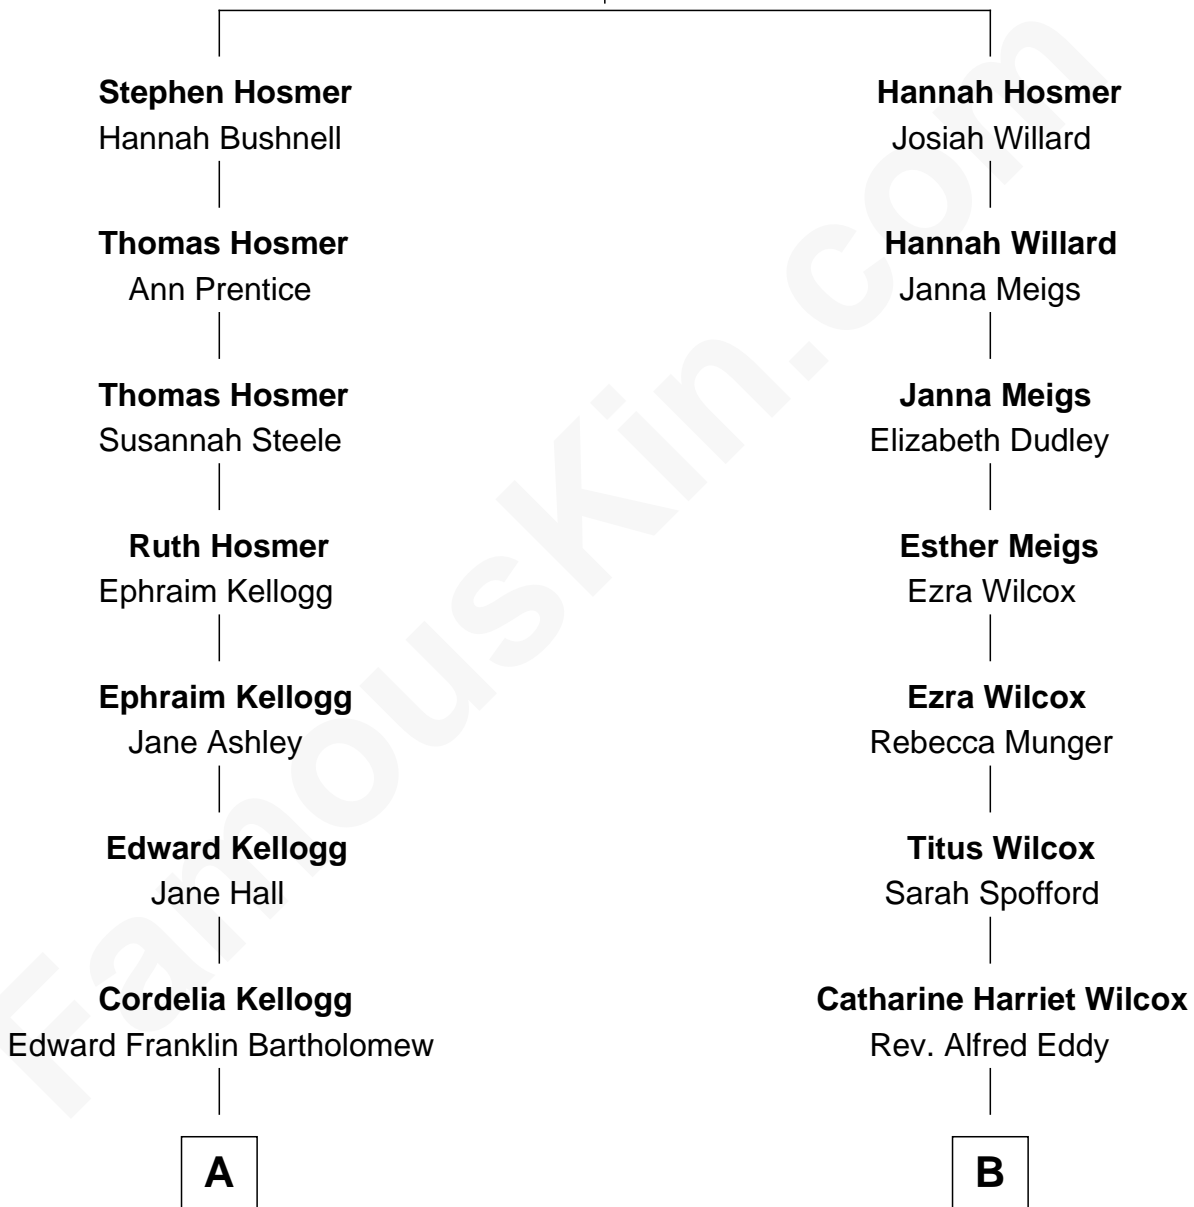 Stephen Hosmer
Hannah Bushnell
Thomas Hosmer
Ann Prentice
Thomas Hosmer
Susannah Steele
Ruth Hosmer
Ephraim Kellogg
Ephraim Kellogg
Jane Ashley
Edward Kellogg
Jane Hall
Cordelia Kellogg
Edward Franklin Bartholomew
A
Hannah Hosmer
Josiah Willard
Hannah Willard
Janna Meigs
Janna Meigs
Elizabeth Dudley
Esther Meigs
Ezra Wilcox
Ezra Wilcox
Rebecca Munger
Titus Wilcox
Sarah Spofford
Catharine Harriet Wilcox
Rev. Alfred Eddy
B
FamousKin.com